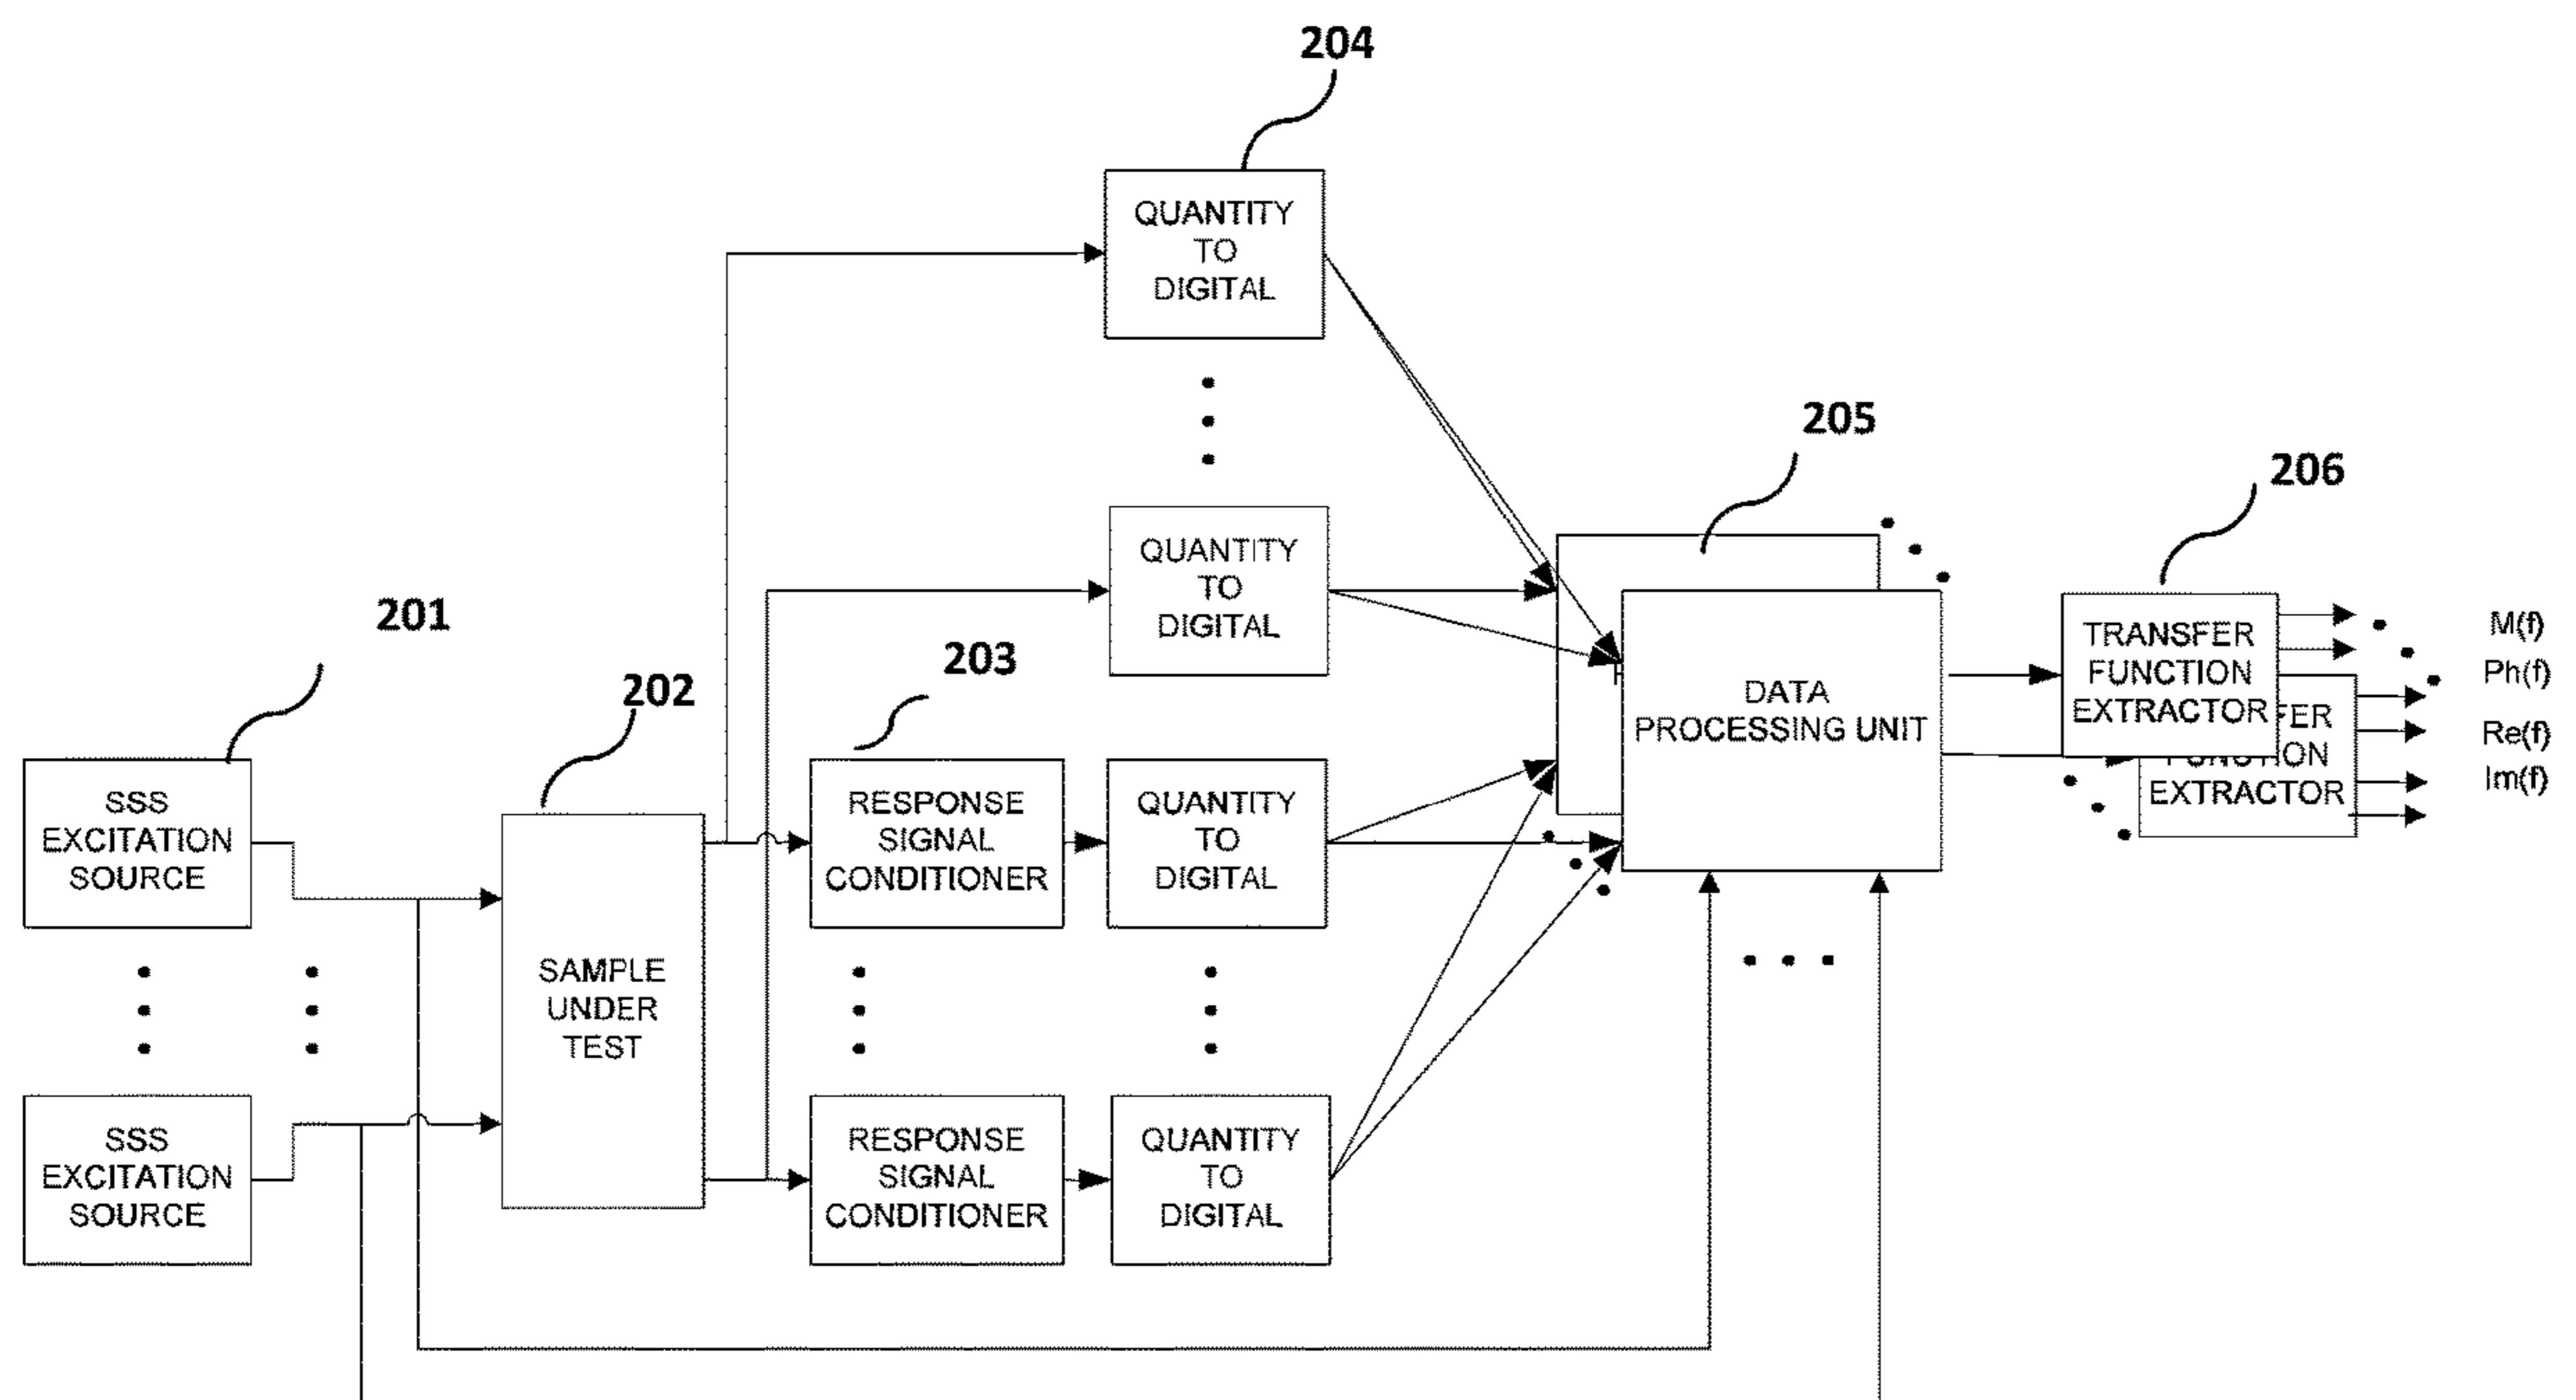 204
QUANTITY
TO
DIGITAL
205
206
QUANTITY
TO
DIGITAL
201
203
202
TRANSFER
FUNCTION
EXTRACTOR
M(f)
Ph(f)
Re(f)
Im(f)
DATA
PROCESSING UNIT
FER
FUNCTION
EXTRACTOR
SSS
EXCITATION
SOURCE
RESPONSE
SIGNAL
CONDITIONER
QUANTITY
TO
DIGITAL
SAMPLE
UNDER
TEST
SSS
EXCITATION
SOURCE
RESPONSE
SIGNAL
CONDITIONER
QUANTITY
TO
DIGITAL